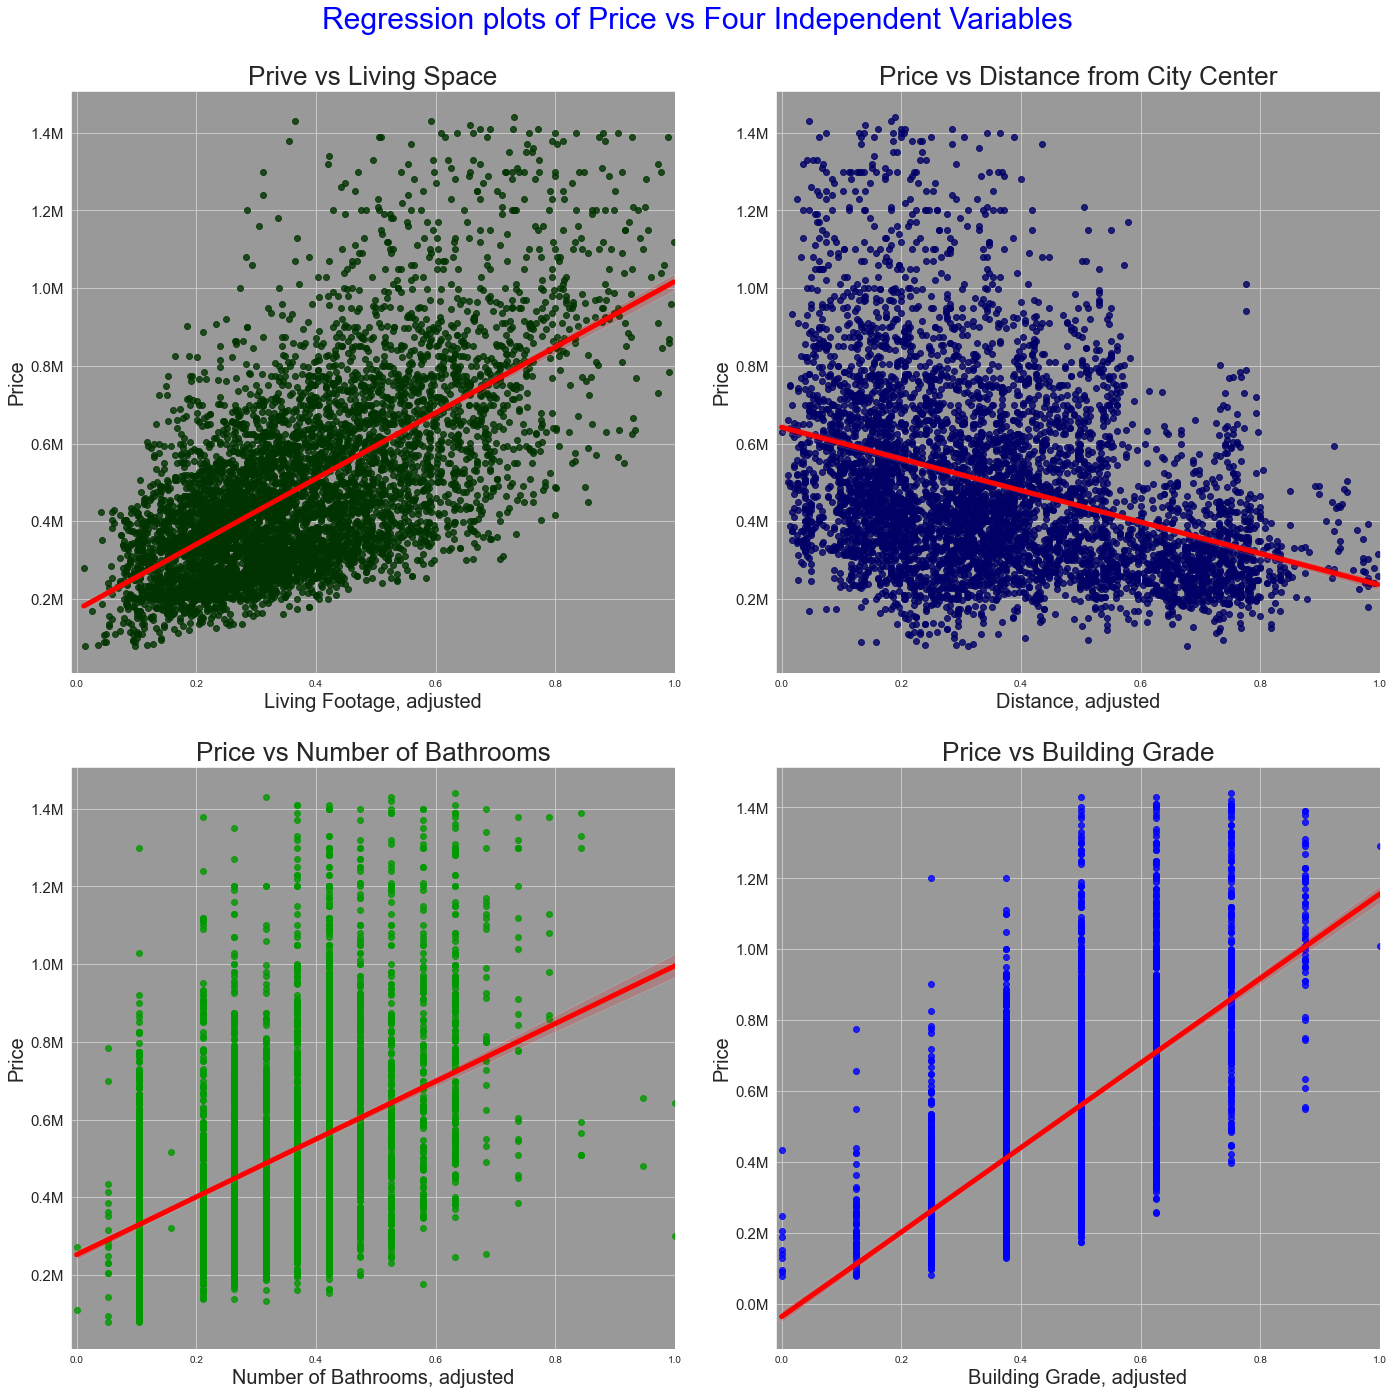 Regression plots of Price vs Four Independent Variables
Prive vs Living Space
1.4M
1.2M
1.0M
0.8M
0.6M
0.4M
0.2M
Price
0.0 0.2 0.4 0.6 0.8 1.0
Living Footage, adjusted
Price vs Distance from City Center
1.4M
1.2M
1.0M
0.8M
0.6M
0.4M
0.2M
Price
0.0 0.2 0.4 0.6 0.8 1.0
Distance, adjusted
Price vs Number of Bathrooms
1.4M
1.2M
1.0M
0.8M
0.6M
0.4M
0.2M
Price
0.0 0.2 0.4 0.6 0.8 1.0
Number of Bathrooms, adjusted
Price vs Building Grade
1.4M
1.2M
1.0M
0.8M
0.6M
0.4M
0.2M
0.0M
Price
0.0 0.2 0.4 0.6 0.8 1.0
Building Grade, adjusted